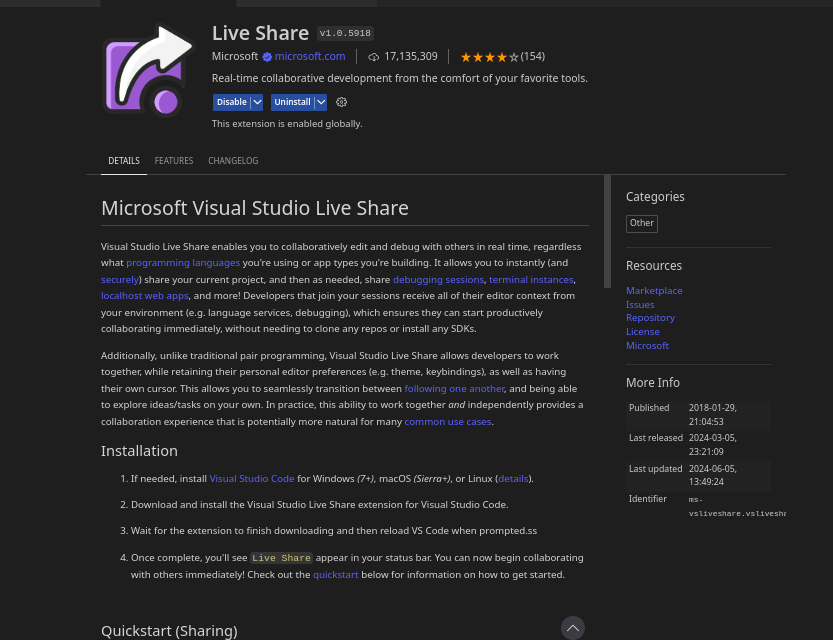 Live Share v1.0.5918
Microsoft microsoft.com 17,135,309 (154)
Real-time collaborative development from the comfort of your favorite tools.
Disable Uninstall
This extension is enabled globally.
DETAILS FEATURES CHANGELOG
Microsoft Visual Studio Live Share
Visual Studio Live Share enables you to collaboratively edit and debug with others in real time, regardless
what programming languages you're using or app types you're building. It allows you to instantly (and
securely) share your current project, and then as needed, share debugging sessions, terminal instances,
localhost web apps, and more! Developers that join your sessions receive all of their editor context from
your environment (e.g. language services, debugging), which ensures they can start productively
collaborating immediately, without needing to clone any repos or install any SDKs.
Additionally, unlike traditional pair programming, Visual Studio Live Share allows developers to work
together, while retaining their personal editor preferences (e.g. theme, keybindings), as well as having
their own cursor. This allows you to seamlessly transition between following one another, and being able
to explore ideas/tasks on your own. In practice, this ability to work together and independently provides a
collaboration experience that is potentially more natural for many common use cases.
Installation
1. If needed, install Visual Studio Code for Windows (7+), macOS (Sierra+), or Linux (details).
2. Download and install the Visual Studio Live Share extension for Visual Studio Code.
3. Wait for the extension to finish downloading and then reload VS Code when prompted.ss
4. Once complete, you'll see Live Share appear in your status bar. You can now begin collaborating
with others immediately! Check out the quickstart below for information on how to get started.
Quickstart (Sharing)
Categories
Other
Resources
Marketplace
Issues
Repository
License
Microsoft
More Info
Published 2018-01-29,
21:04:53
Last released 2024-03-05,
23:21:09
Last updated 2024-06-05,
13:49:24
Identifier ms-